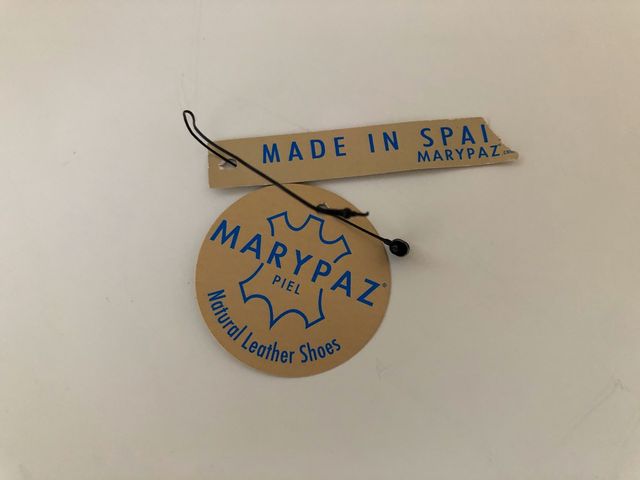 MADE IN SPAI
MARYPAZ
MARYPAZ®
PIEL
Natural Leather Shoes